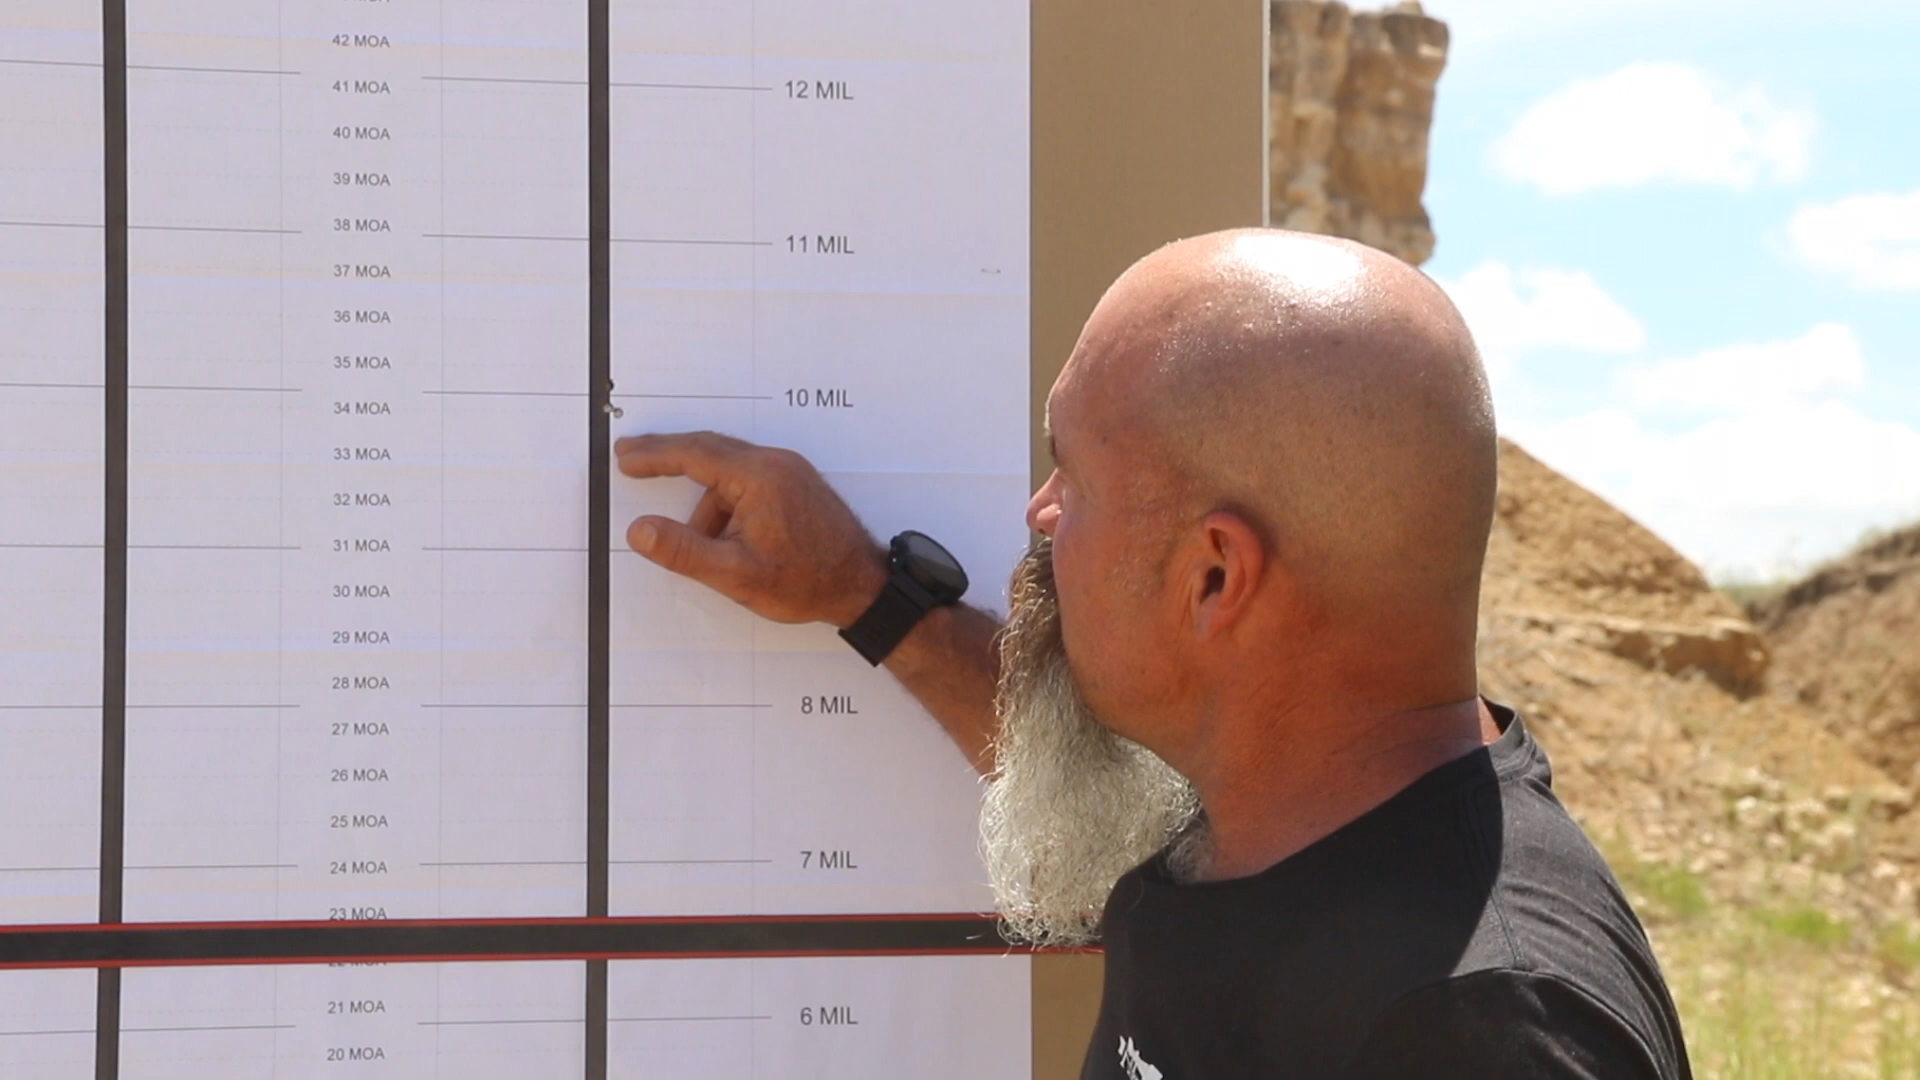 42 MOA
41 MOA
12 MIL
40 MOA
39 MOA
38 MOA
11 MIL
37 MOA
36 MOA
35 MOA
10 MIL
34 MOA
33 MOA
32 MOA
31 MOA
30 MOA
29 MOA
28 MOA
8 MIL
27 MOA
26 MOA
25 MOA
7 MIL
24 MOA
23 MOA
21 MOA
6 MIL
20 MOA